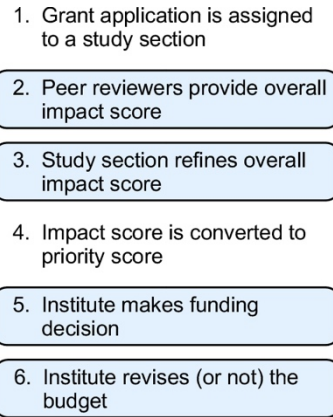 1. Grant application is assigned
to a study section
2. Peer reviewers provide overall
impact score
3. Study section refines overall
impact score
4. Impact score is converted to
priority score
5. Institute makes funding
decision
6. Institute revises (or not) the
budget